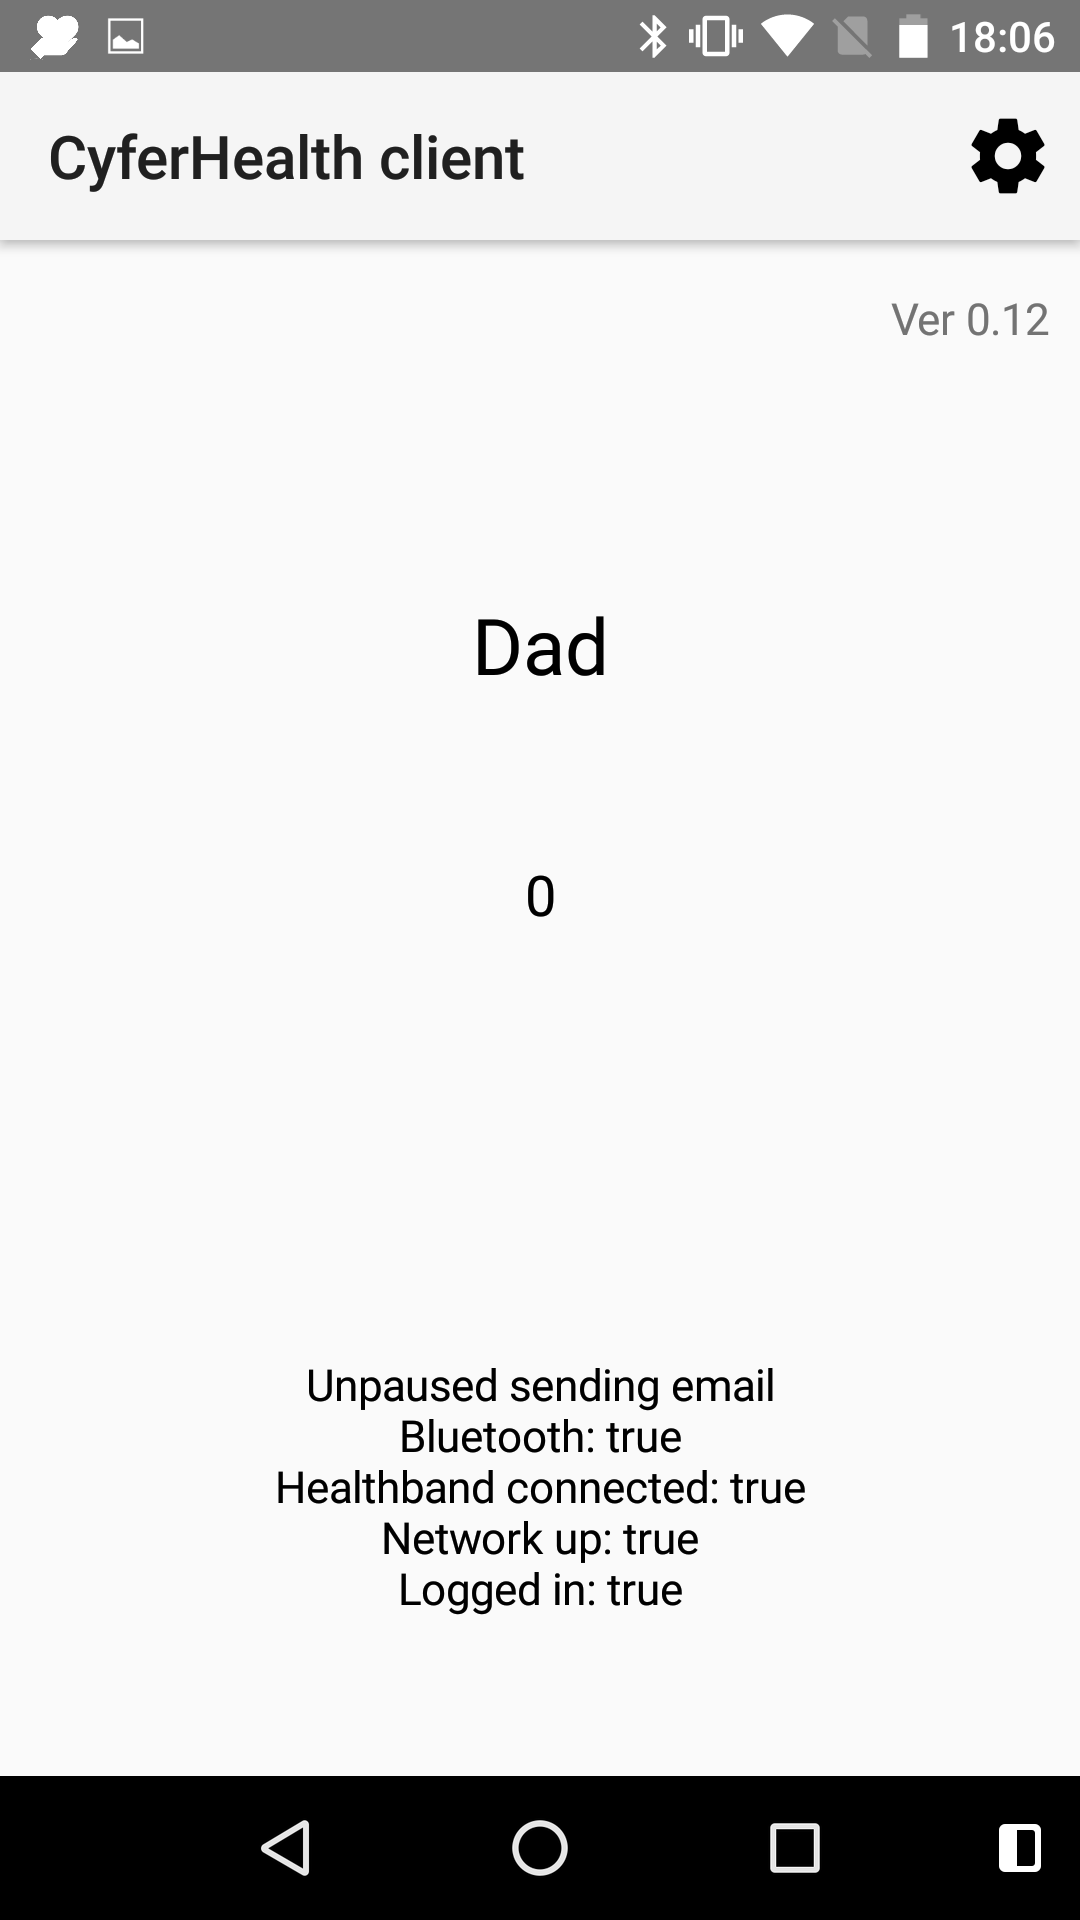 18:06
CyferHealth client
Ver 0.12
Dad
0
Unpaused sending email
Bluetooth: true
Healthband connected: true
Network up: true
Logged in: true